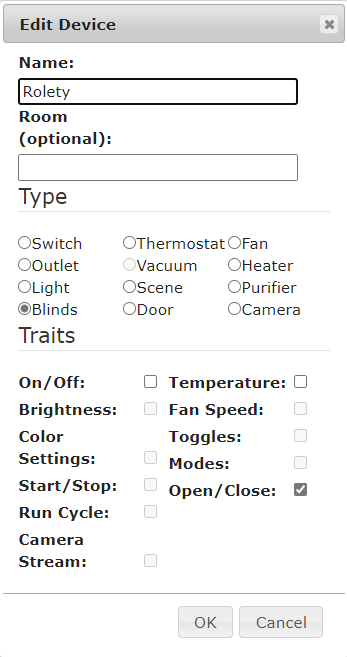 Edit Device
Name:
Rolety
Room
(optional):
Type
Switch Thermostat Fan
Outlet Vacuum Heater
Light Scene Purifier
Blinds Door Camera
Traits
On/Off: Temperature:
Brightness: Fan Speed:
Color
Settings:
Toggles:
Start/Stop:
Modes:
Run Cycle:
Open/Close:
Camera
Stream:
OK Cancel